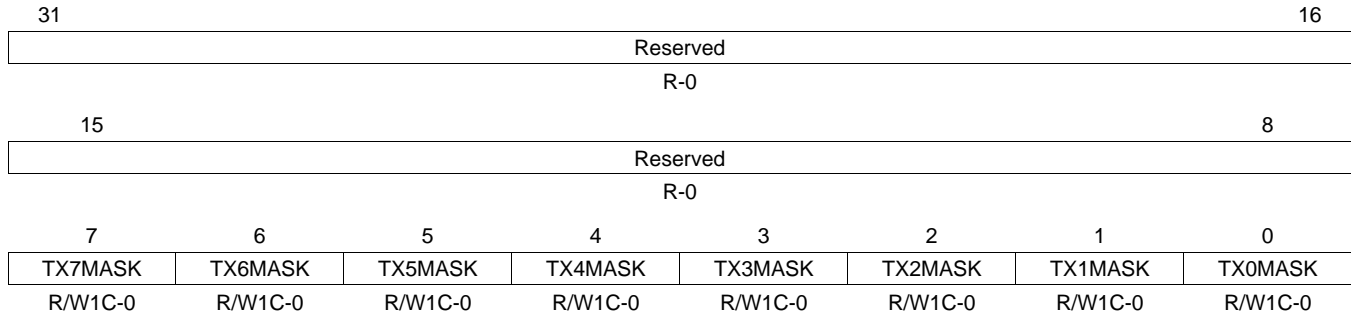 31 16
Reserved
R-0
15 8
Reserved
R-0
7 6 5 4 3 2 1 0
TX7MASK TX6MASK TX5MASK TX4MASK TX3MASK TX2MASK TX1MASK TX0MASK
R/W1C-0 R/W1C-0 R/W1C-0 R/W1C-0 R/W1C-0 R/W1C-0 R/W1C-0 R/W1C-0